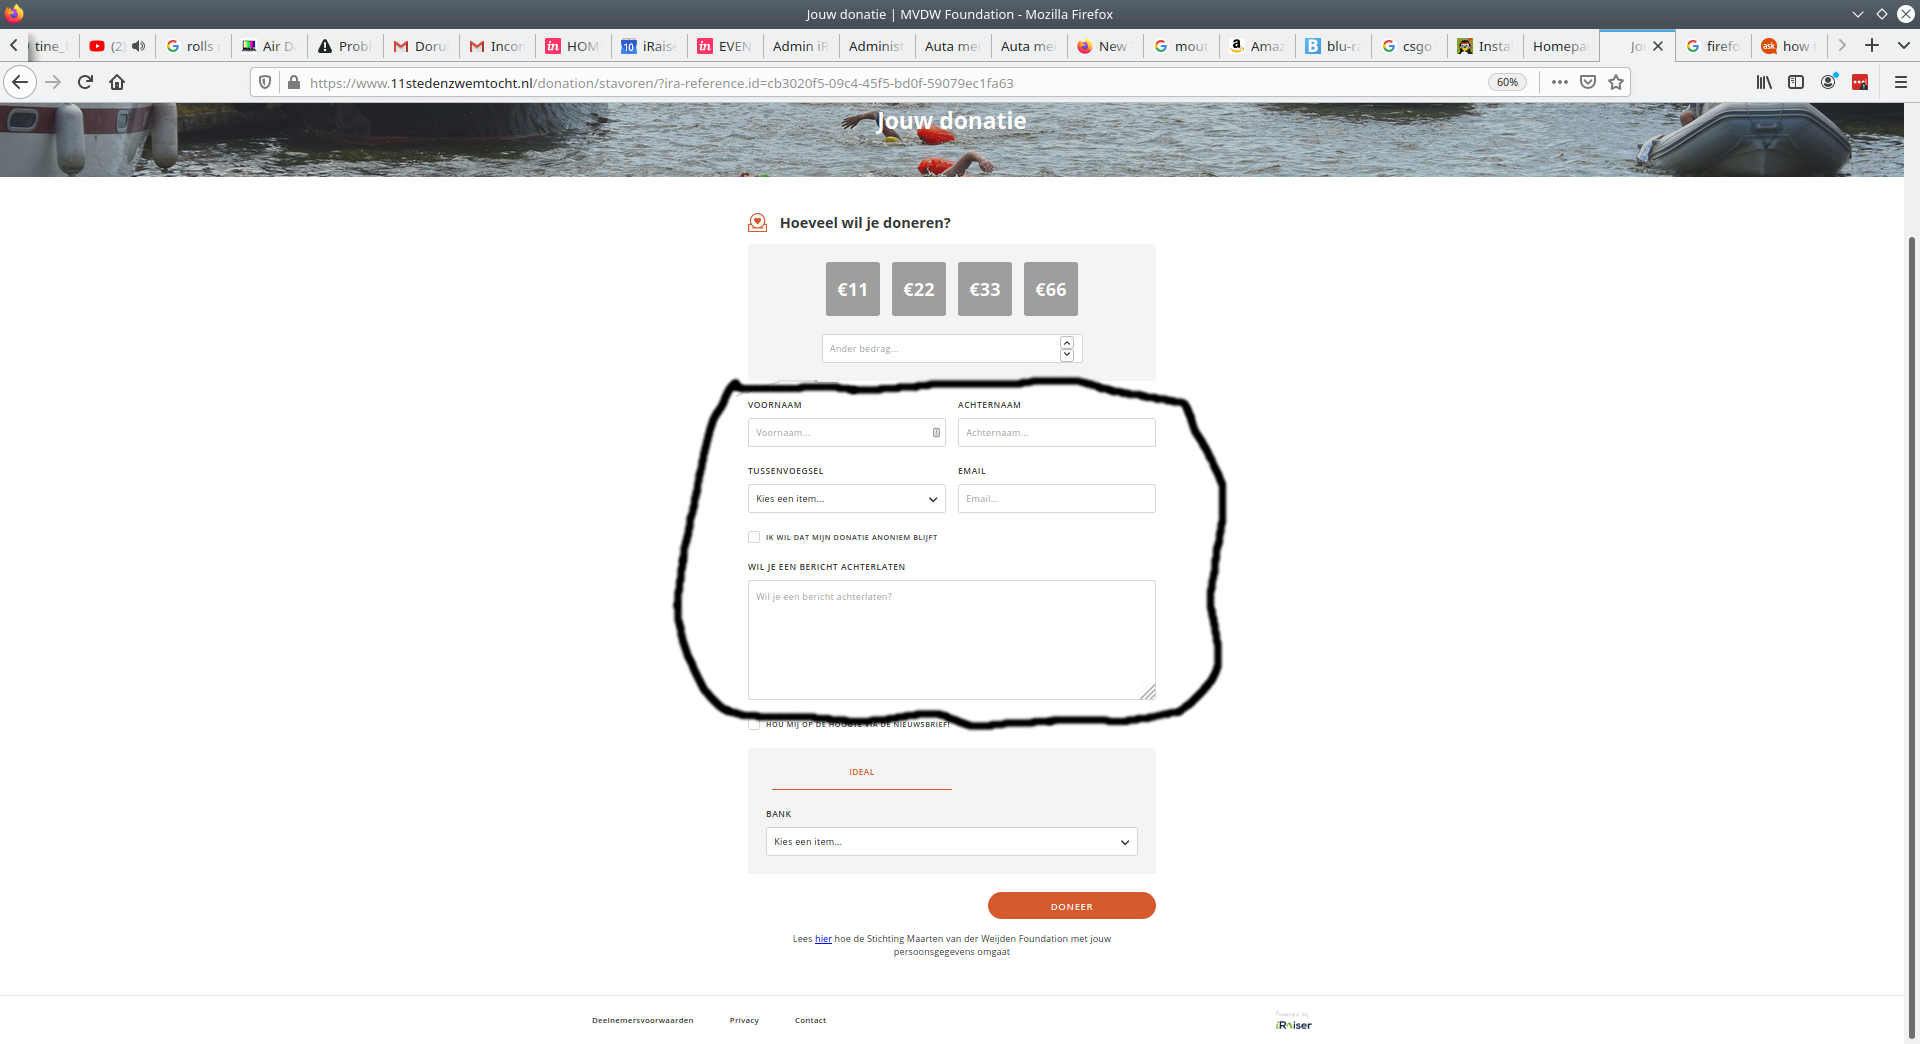 Jouw donatie | MVDW Foundation - Mozilla Firefox
tine_l (2) rolls Air D Probl Doru Incon HOM iRaise EVEN Admin iR Administ Auta me Auta me New mout Amaz blu-ra csgo Insta Homepa Jo firefo how
https://www.11stedenzwemtocht.nl/donation/stavoren/?ira-reference.id=cb3020f5-09c4-45f5-bd0f-59079ec1fa63 60%
Jouw donatie
Hoeveel wil je doneren?
€11 €22 €33 €66
Ander bedrag...
VOORNAAM ACHTERNAAM
Voornaam... Achternaam...
TUSSENVOEGSEL EMAIL
Kies een item... Email...
IK WIL DAT MIJN DONATIE ANONIEM BLIJFT
WIL JE EEN BERICHT ACHTERLATEN
Wil je een bericht achterlaten?
HOU MIJ OP DE HOOGTE VIA DE NIEUWSBRIEF!
IDEAL
BANK
Kies een item...
DONEER
Lees hier hoe de Stichting Maarten van der Weijden Foundation met jouw
persoonsgegevens omgaat
Deelnemersvoorwaarden Privacy Contact
Powered by
iRaiser